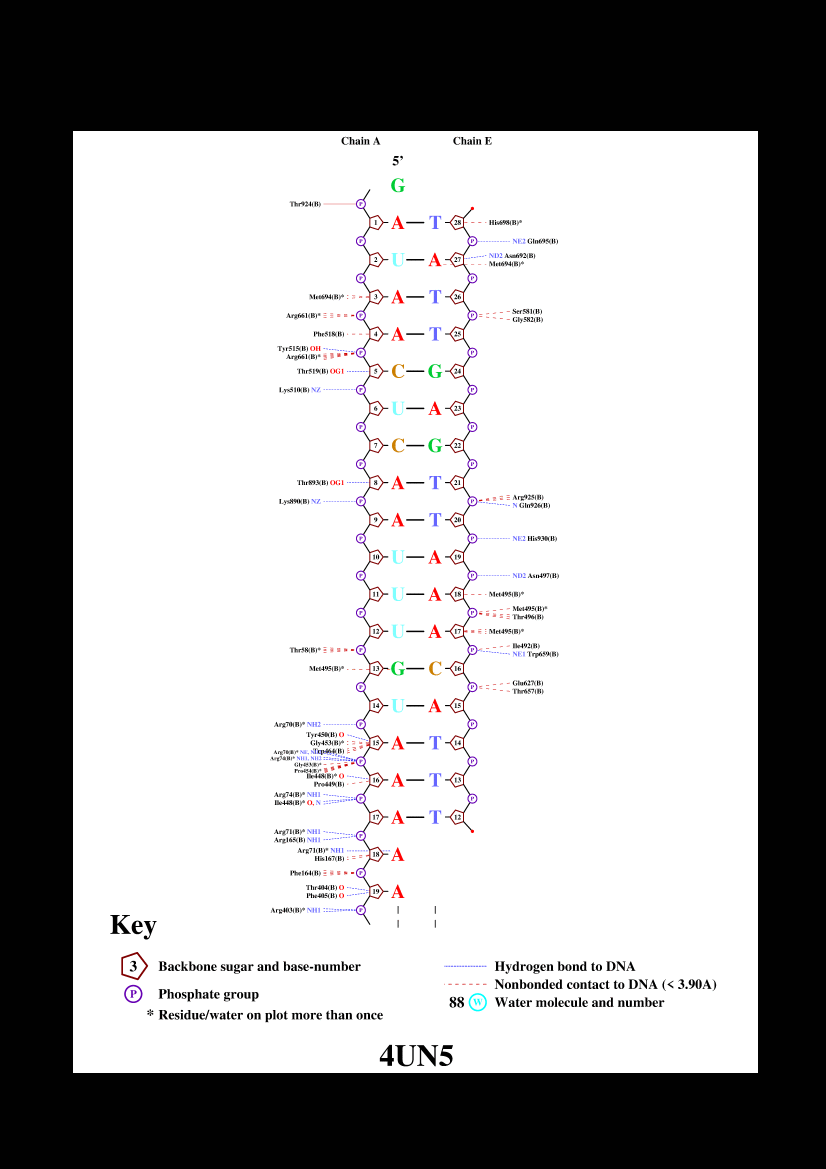 Chain A Chain E
5’
G
Thr924(B) P
1 A T 28 His698(B)*
P P NE2 Gln695(B)
2 U A 27 ND2 Asn692(B)
Met694(B)*
P P
Met694(B)* 3 A T 26
Arg661(B)* P P Ser581(B)
Gly582(B)
Phe518(B) 4 A T 25
Tyr515(B) OH P P
Arg661(B)*
Thr519(B) OG1 5 C G 24
Lys510(B) NZ P P
6 U A 23
P P
7 C G 22
P P
Thr893(B) OG1 8 A T 21
Lys890(B) NZ P P Arg925(B)
N Gln926(B)
9 A T 20
P P NE2 His930(B)
10 U A 19
P P ND2 Asn497(B)
11 U A 18 Met495(B)*
P P Met495(B)*
Thr496(B)
12 U A 17 Met495(B)*
Thr58(B)* P P Ile492(B)
NE1 Trp659(B)
Met495(B)* 13 G C 16
P P Glu627(B)
Thr657(B)
14 U A 15
Arg70(B)* NH2 P P
Tyr450(B) O
Gly453(B)* 15 A T 14
Trp464(B)
Arg70(B)* NE,
Arg74(B)* NH1, NH2 P P
Gly453(B)*
Pro454(B)*
Ile448(B)* O 16 A T 13
Pro449(B)
Arg74(B)* NH1 P P
Ile448(B)* O, N
17 A T 12
Arg71(B)* NH1 P
Arg165(B) NH1
Arg71(B)* NH1 18 A
His167(B)
Phe164(B) P
Thr404(B) O 19 A
Phe405(B) O
Arg403(B)* NH1 P
Key
3 Backbone sugar and base-number
P Phosphate group
* Residue/water on plot more than once
Hydrogen bond to DNA
Nonbonded contact to DNA (< 3.90A)
88 W Water molecule and number
4UN5